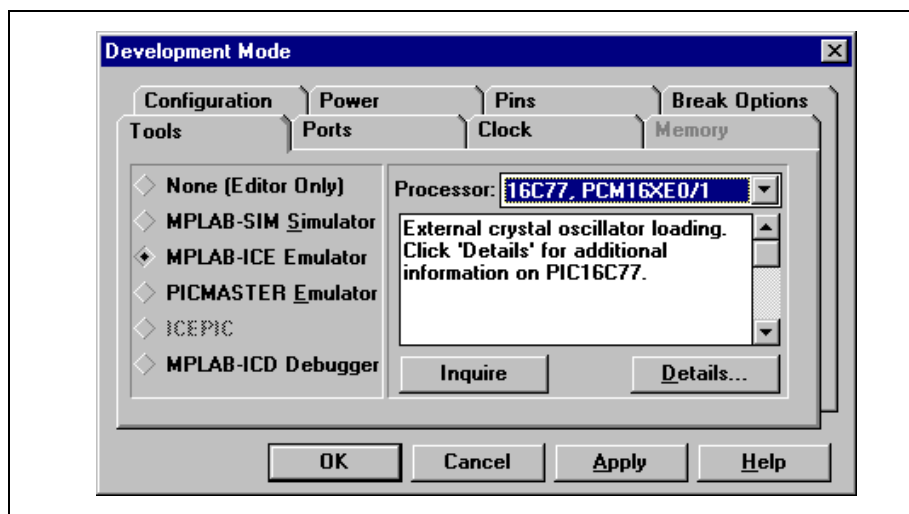 Development Mode
Configuration Power Pins Break Options
Tools Ports Clock Memory
None (Editor Only)
MPLAB-SIM Simulator
MPLAB-ICE Emulator
PICMASTER Emulator
ICEPIC
MPLAB-ICD Debugger
Processor: 16C77, PCM16XE0/1
External crystal oscillator loading.
Click 'Details' for additional
information on PIC16C77.
Inquire Details...
OK Cancel Apply Help